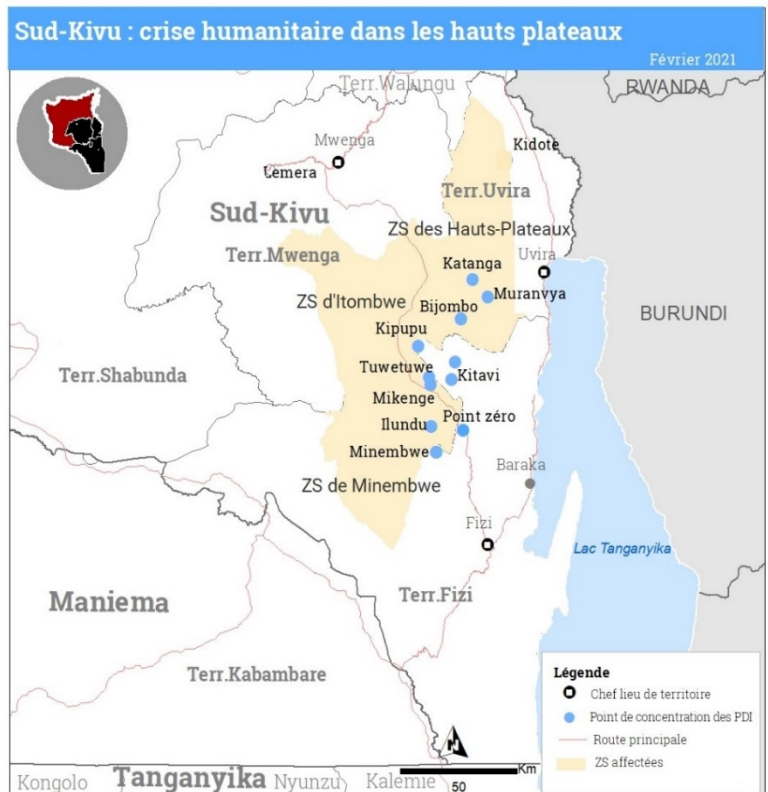 Sud-Kivu : crise humanitaire dans les hauts plateaux
Février 2021
Terr.Walungu
RWANDA
Mwenga
Kidote
Lemera
Terr.Uvira
Sud-Kivu
ZS des Hauts-Plateaux
Terr.Mwenga
Uvira
Katanga
ZS d'Itombwe
Muranvya
Bijombo
BURUNDI
Kipupu
Terr.Shabunda
Tuwetuwe
Kitavi
Mikenge
Ilundu
Point zéro
Minembwe
Baraka
ZS de Minembwe
Fizi
Lac Tanganyika
Maniema
Terr.Fizi
Terr.Kabambare
Légende
Chef lieu de territoire
Point de concentration des PDI
Route principale
ZS affectées
N
Km
50
Kongolo
Tanganyika
Nyunzu
Kalemie